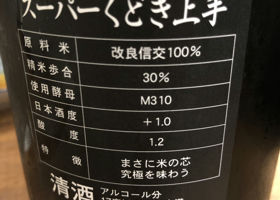 スーパーくどき上手
原料米 改良信交100%
精米歩合 30%
使用酵母 M310
日本酒度 +1.0
酸度 1.2
特徴 まさに米の芯
究極を味わう
清酒 アルコール分